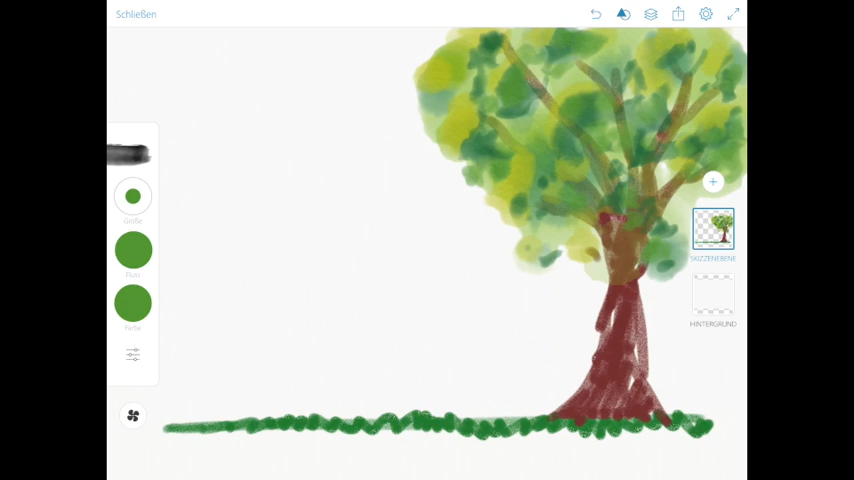 Schließen
Größe
Fluss
Farbe
SKIZZENEBENE
HINTERGRUND